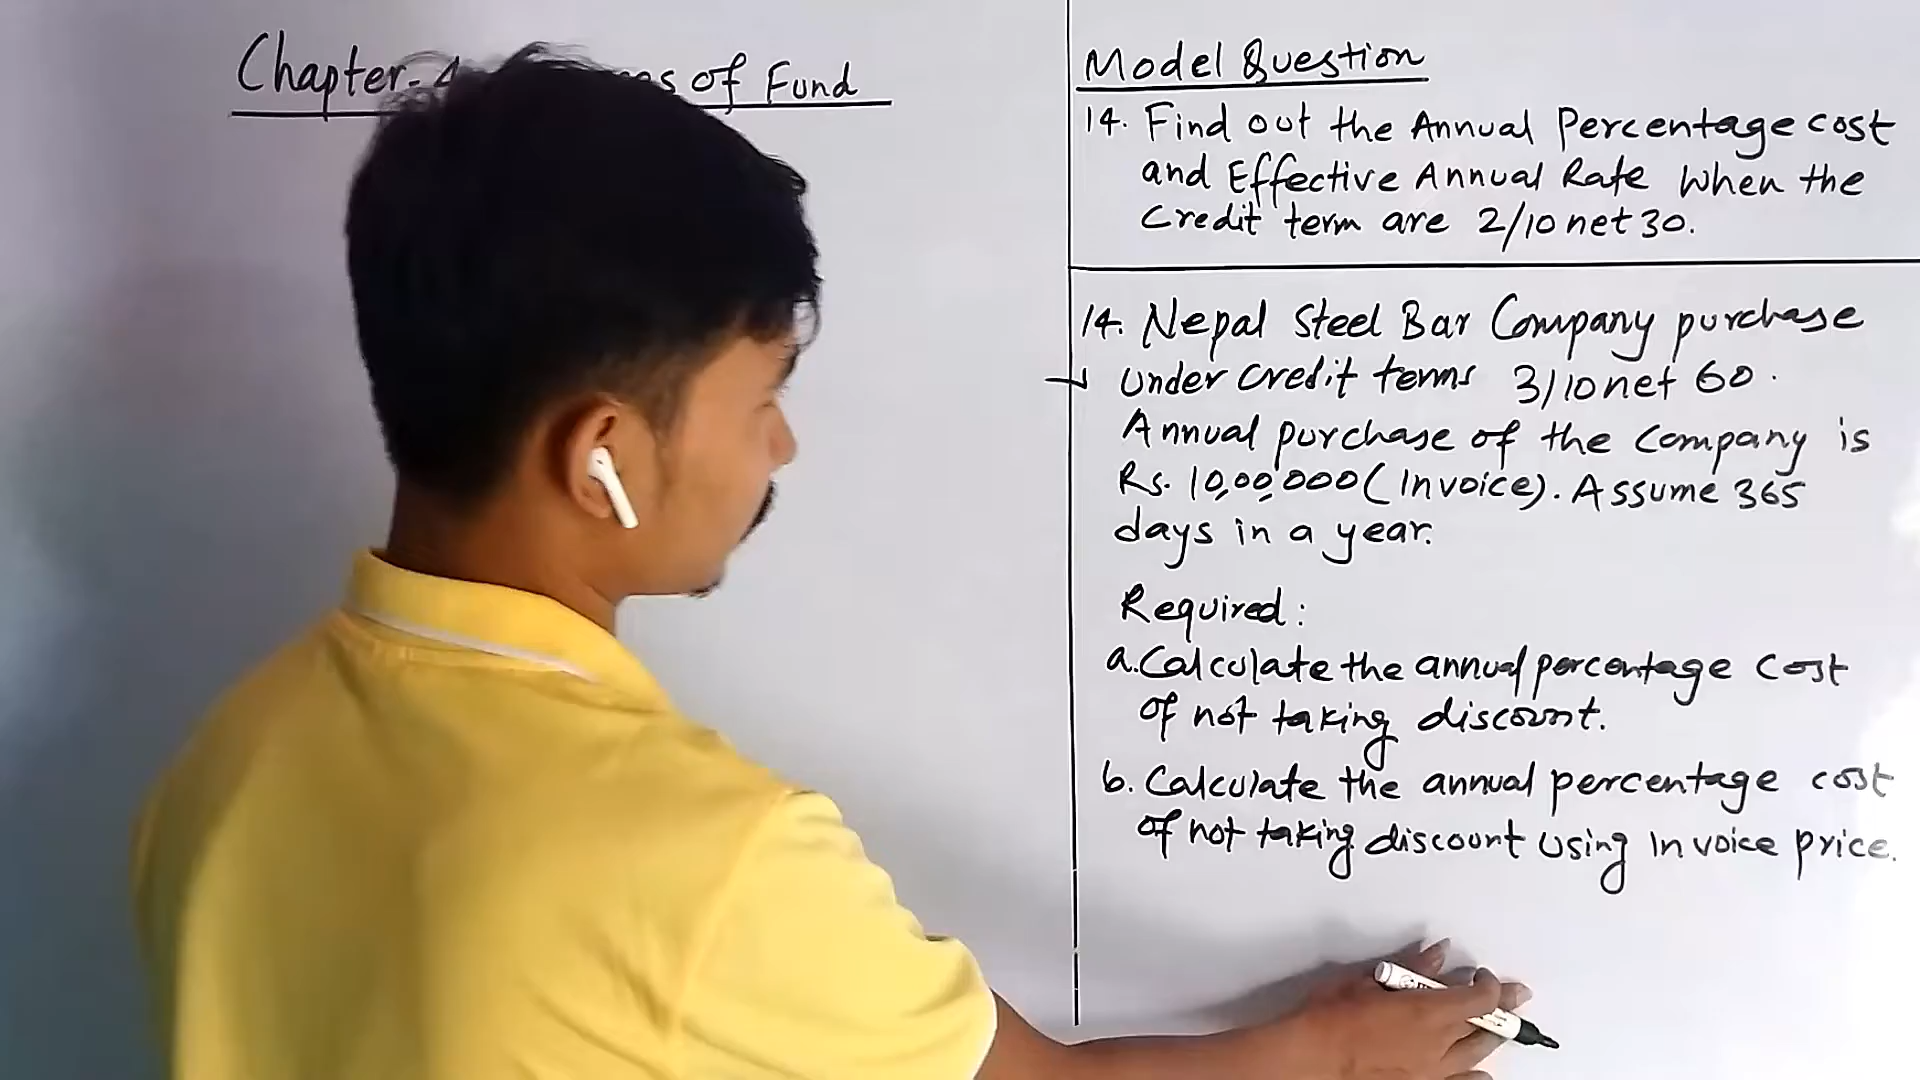 Chapter-4 of Fund
Model Question
14. Find out the Annual Percentage cost
and Effective Annual Rate When the
Credit term are 2/10 net 30.
14. Nepal Steel Bar Company purchase
under credit terms 3/10 net 60.
Annual purchase of the company is
Rs. 10,00,000 (Invoice). Assume 365
days in a year.
Required:
a. Calculate the annual percentage cost
of not taking discount.
b. Calculate the annual percentage cost
of not taking discount using invoice price.